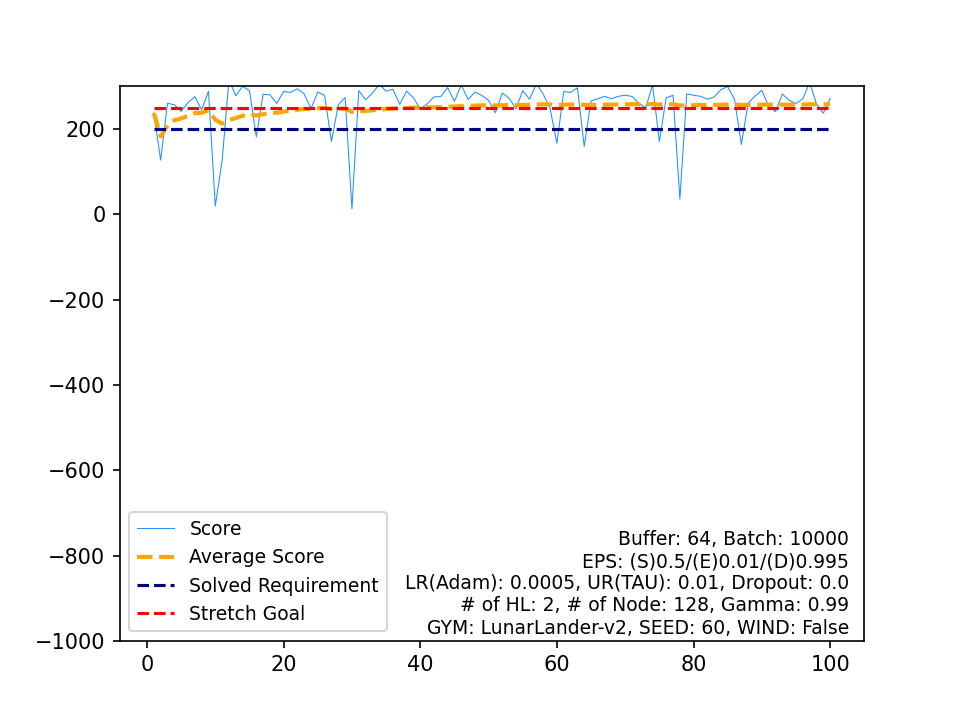 200
0
−200
−400
−600
−800
−1000
0
20
40
60
80
100
Score
Average Score
Solved Requirement
Stretch Goal
Buffer: 64, Batch: 10000
EPS: (S)0.5/(E)0.01/(D)0.995
LR(Adam): 0.0005, UR(TAU): 0.01, Dropout: 0.0
# of HL: 2, # of Node: 128, Gamma: 0.99
GYM: LunarLander-v2, SEED: 60, WIND: False